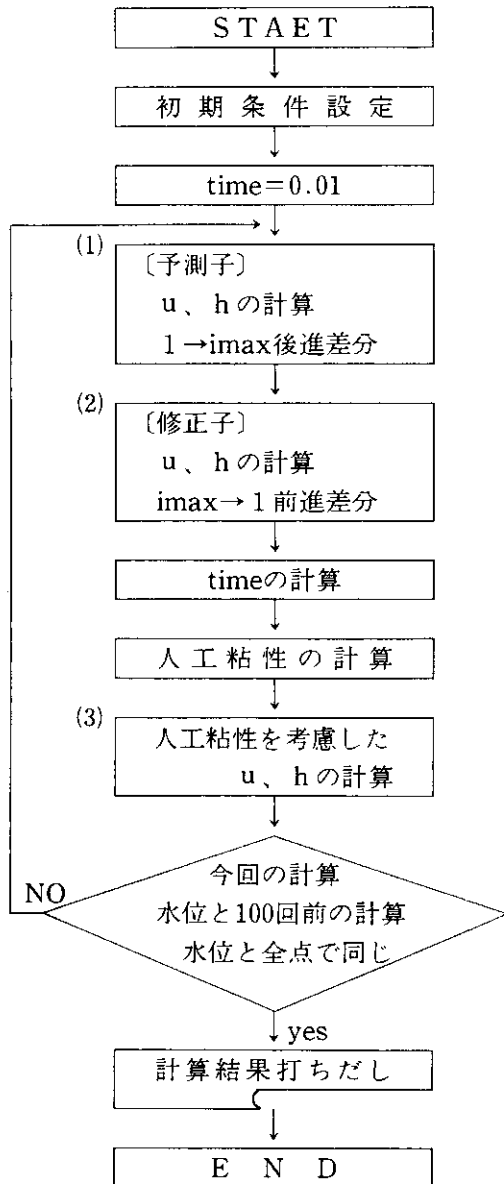 STAET
初期条件設定
time=0.01
(1)
〔予測子〕
u、hの計算
1→imax後進差分
(2)
〔修正子〕
u、hの計算
imax→1前進差分
timeの計算
人工粘性の計算
(3)
人工粘性を考慮した
u、hの計算
今回の計算
水位と100回前の計算
水位と全点で同じ
NO
yes
計算結果打ちだし
END